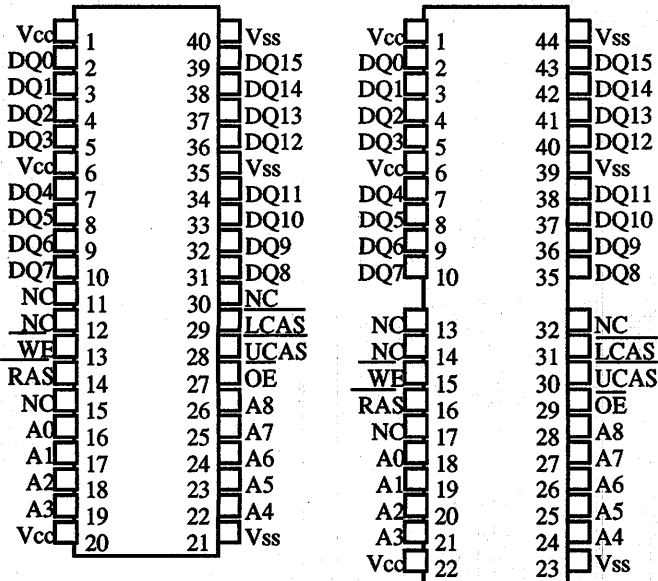 Vcc 1 40 Vss
DQ0 2 39 DQ15
DQ1 3 38 DQ14
DQ2 4 37 DQ13
DQ3 5 36 DQ12
Vcc 6 35 Vss
DQ4 7 34 DQ11
DQ5 8 33 DQ10
DQ6 9 32 DQ9
DQ7 10 31 DQ8
NC 11 30 NC
NC 12 29 LCAS
WE 13 28 UCAS
RAS 14 27 OE
NC 15 26 A8
A0 16 25 A7
A1 17 24 A6
A2 18 23 A5
A3 19 22 A4
Vcc 20 21 Vss
Vcc 1 44 Vss
DQ0 2 43 DQ15
DQ1 3 42 DQ14
DQ2 4 41 DQ13
DQ3 5 40 DQ12
Vcc 6 39 Vss
DQ4 7 38 DQ11
DQ5 8 37 DQ10
DQ6 9 36 DQ9
DQ7 10 35 DQ8
NC 13 32 NC
NC 14 31 LCAS
WE 15 30 UCAS
RAS 16 29 OE
NC 17 28 A8
A0 18 27 A7
A1 19 26 A6
A2 20 25 A5
A3 21 24 A4
Vcc 22 23 Vss